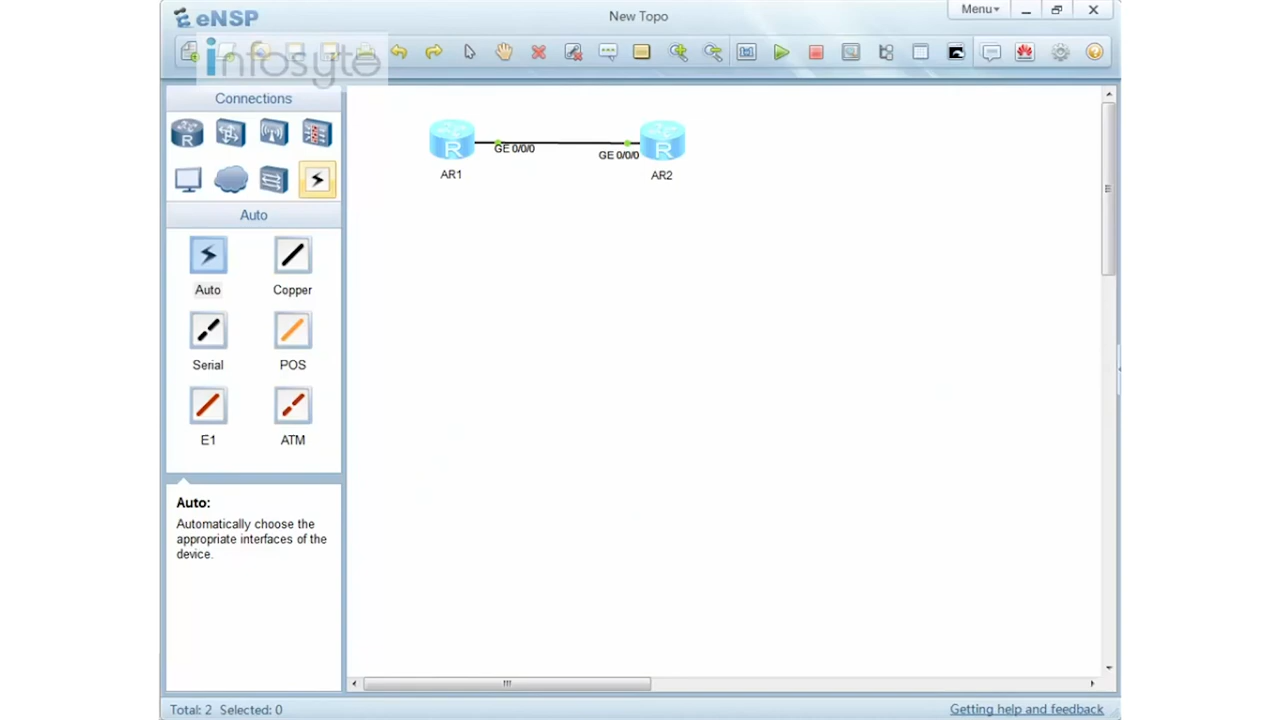 eNSP
New Topo
Menu
infosyte
Connections
GE 0/0/0
GE 0/0/0
R
R
AR1
AR2
Auto
Auto
Copper
Serial
POS
E1
ATM
Auto:
Automatically choose the
appropriate interfaces of the
device.
Total: 2 Selected: 0
Getting help and feedback